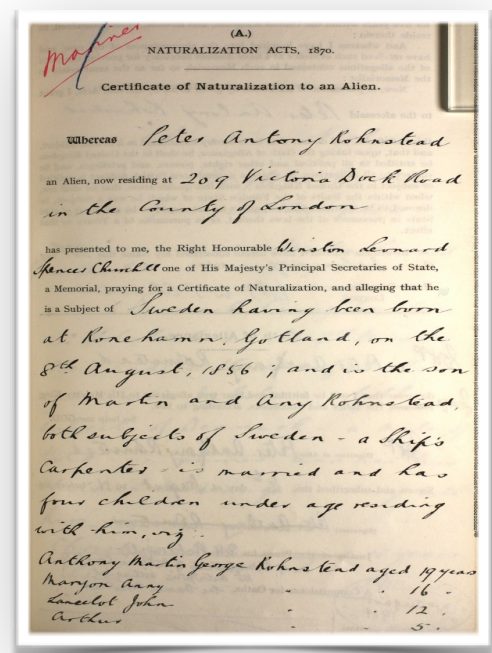 Mariner
(A.)
NATURALIZATION ACTS, 1870.
Certificate of Naturalization to an Alien.
Whereas Peter Antony Rohnstead
an Alien, now residing at 209 Victoria Dock Road
in the County of London
has presented to me, the Right Honourable Winston Leonard
Spencer Churchill one of His Majesty's Principal Secretaries of State,
a Memorial, praying for a Certificate of Naturalization, and alleging that he
is a Subject of Sweden having been born
at Ronehamn, Gotland, on the
8th August, 1856; and is the son
of Martin and Any Rohnstead,
both subjects of Sweden - a Ship's
Carpenter - is married and has
four children under age residing
with him, viz -
Anthony Martin George Rohnstead aged 19 years
Maryon Anny " " 16 "
Lancelot John " " 12 "
Arthur " " 5 "